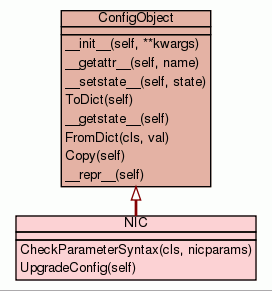 ConfigObject
__init__(self, **kwargs)
__getattr__(self, name)
__setstate__(self, state)
ToDict(self)
__getstate__(self)
FromDict(cls, val)
Copy(self)
__repr__(self)
NIC
CheckParameterSyntax(cls, nicparams)
UpgradeConfig(self)